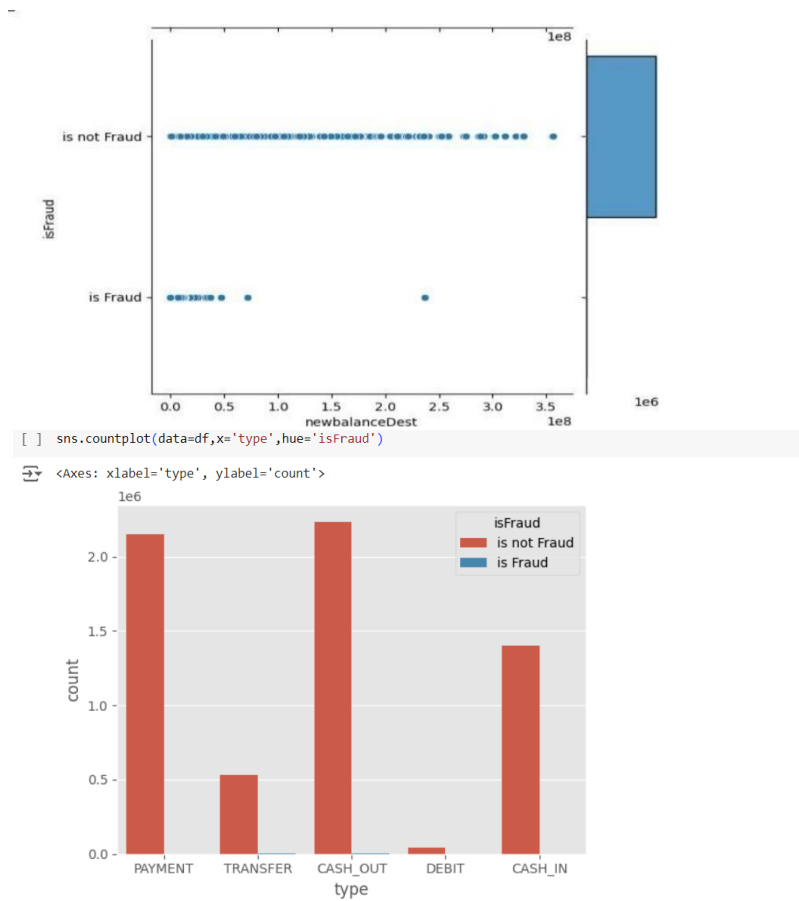 1e8
is not Fraud
isFraud
is Fraud
0.0 0.5 1.0 1.5 2.0 2.5 3.0 3.5
1e6
newbalanceDest 1e8
[ ] sns.countplot(data=df,x='type',hue='isFraud')
<Axes: xlabel='type', ylabel='count'>
1e6
isFraud
is not Fraud
is Fraud
2.0
1.5
count
1.0
0.5
0.0
PAYMENT TRANSFER CASH_OUT DEBIT CASH_IN
type